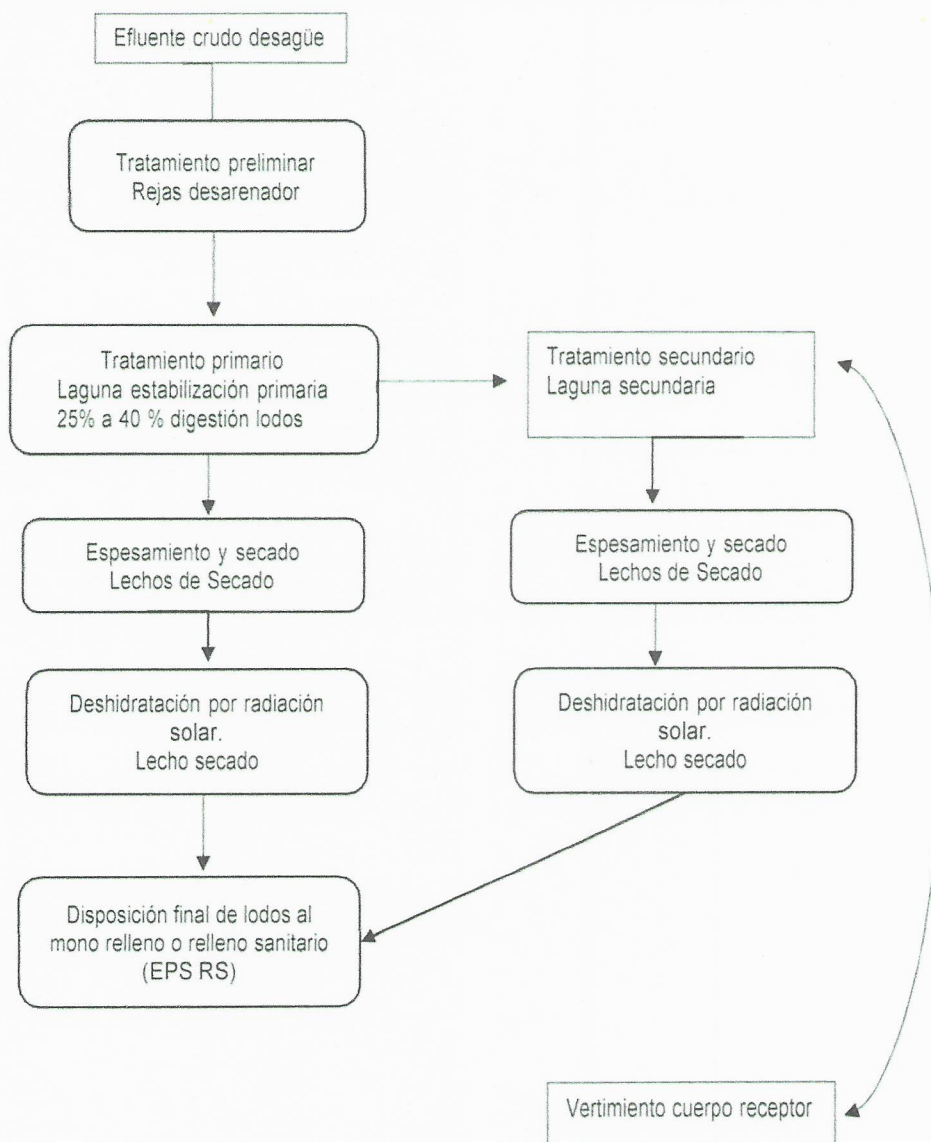 Efluente crudo desagüe
Tratamiento preliminar
Rejas desarenador
Tratamiento primario
Laguna estabilización primaria
25% a 40 % digestión lodos
Tratamiento secundario
Laguna secundaria
Espesamiento y secado
Lechos de Secado
Espesamiento y secado
Lechos de Secado
Deshidratación por radiación
solar.
Lecho secado
Deshidratación por radiación
solar.
Lecho secado
Disposición final de lodos al
mono relleno o relleno sanitario
(EPS RS)
Vertimiento cuerpo receptor